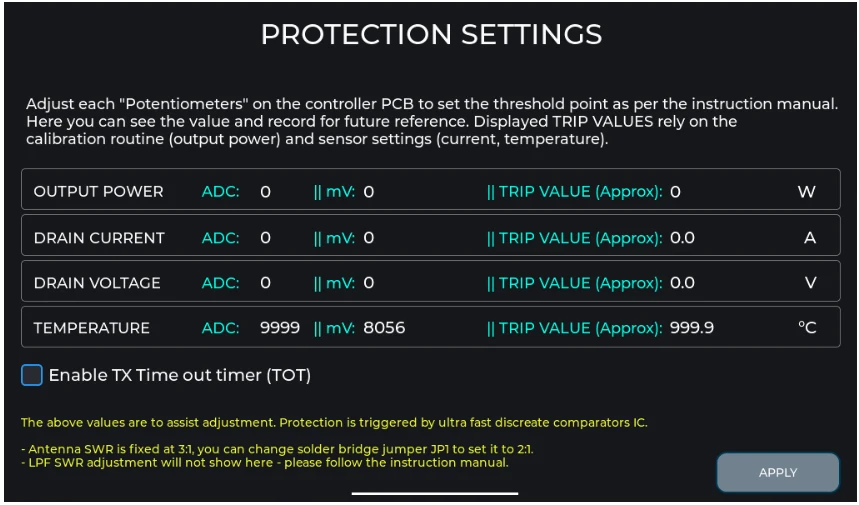 PROTECTION SETTINGS
Adjust each "Potentiometers" on the controller PCB to set the threshold point as per the instruction manual.
Here you can see the value and record for future reference. Displayed TRIP VALUES rely on the
calibration routine (output power) and sensor settings (current, temperature).
OUTPUT POWER ADC: 0 || mV: 0 || TRIP VALUE (Approx): 0 W
DRAIN CURRENT ADC: 0 || mV: 0 || TRIP VALUE (Approx): 0.0 A
DRAIN VOLTAGE ADC: 0 || mV: 0 || TRIP VALUE (Approx): 0.0 V
TEMPERATURE ADC: 9999 || mV: 8056 || TRIP VALUE (Approx): 999.9 °C
Enable TX Time out timer (TOT)
The above values are to assist adjustment. Protection is triggered by ultra fast discreate comparators IC.
- Antenna SWR is fixed at 3:1, you can change solder bridge jumper JP1 to set it to 2:1.
- LPF SWR adjustment will not show here - please follow the instruction manual.
APPLY